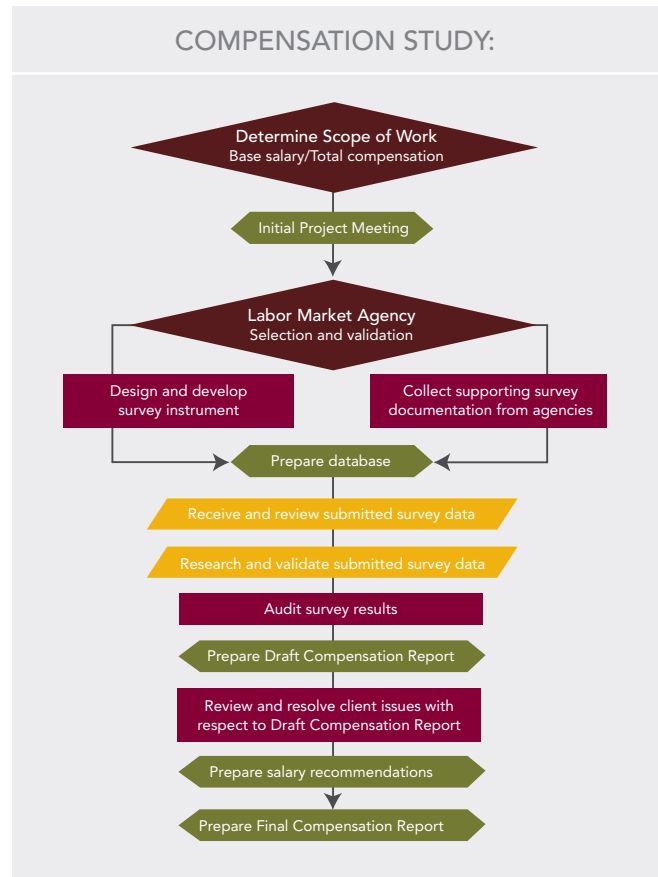 COMPENSATION STUDY:
Determine Scope of Work
Base salary/Total compensation
Initial Project Meeting
Labor Market Agency
Selection and validation
Design and develop
survey instrument
Collect supporting survey
documentation from agencies
Prepare database
Receive and review submitted survey data
Research and validate submitted survey data
Audit survey results
Prepare Draft Compensation Report
Review and resolve client issues with
respect to Draft Compensation Report
Prepare salary recommendations
Prepare Final Compensation Report